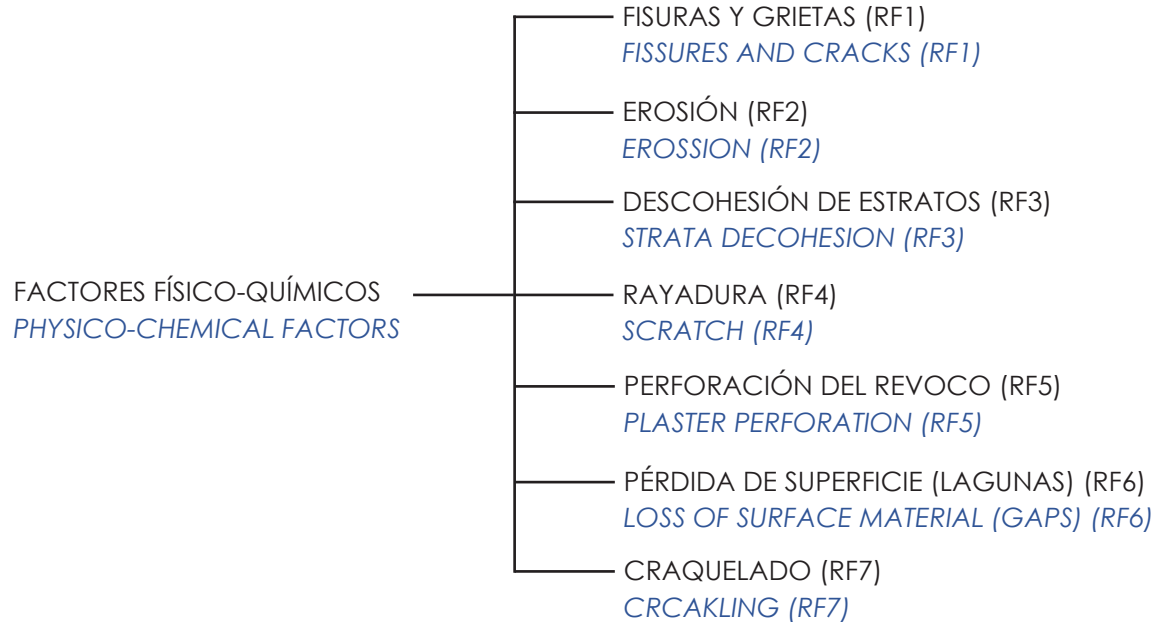 FISURAS Y GRIETAS (RF1)
FISSURES AND CRACKS (RF1)
EROSIÓN (RF2)
EROSSION (RF2)
DESCOHESIÓN DE ESTRATOS (RF3)
STRATA DECOHESION (RF3)
FACTORES FÍSICO-QUÍMICOS
PHYSICO-CHEMICAL FACTORS
RAYADURA (RF4)
SCRATCH (RF4)
PERFORACIÓN DEL REVOCO (RF5)
PLASTER PERFORATION (RF5)
PÉRDIDA DE SUPERFICIE (LAGUNAS) (RF6)
LOSS OF SURFACE MATERIAL (GAPS) (RF6)
CRAQUELADO (RF7)
CRCAKLING (RF7)